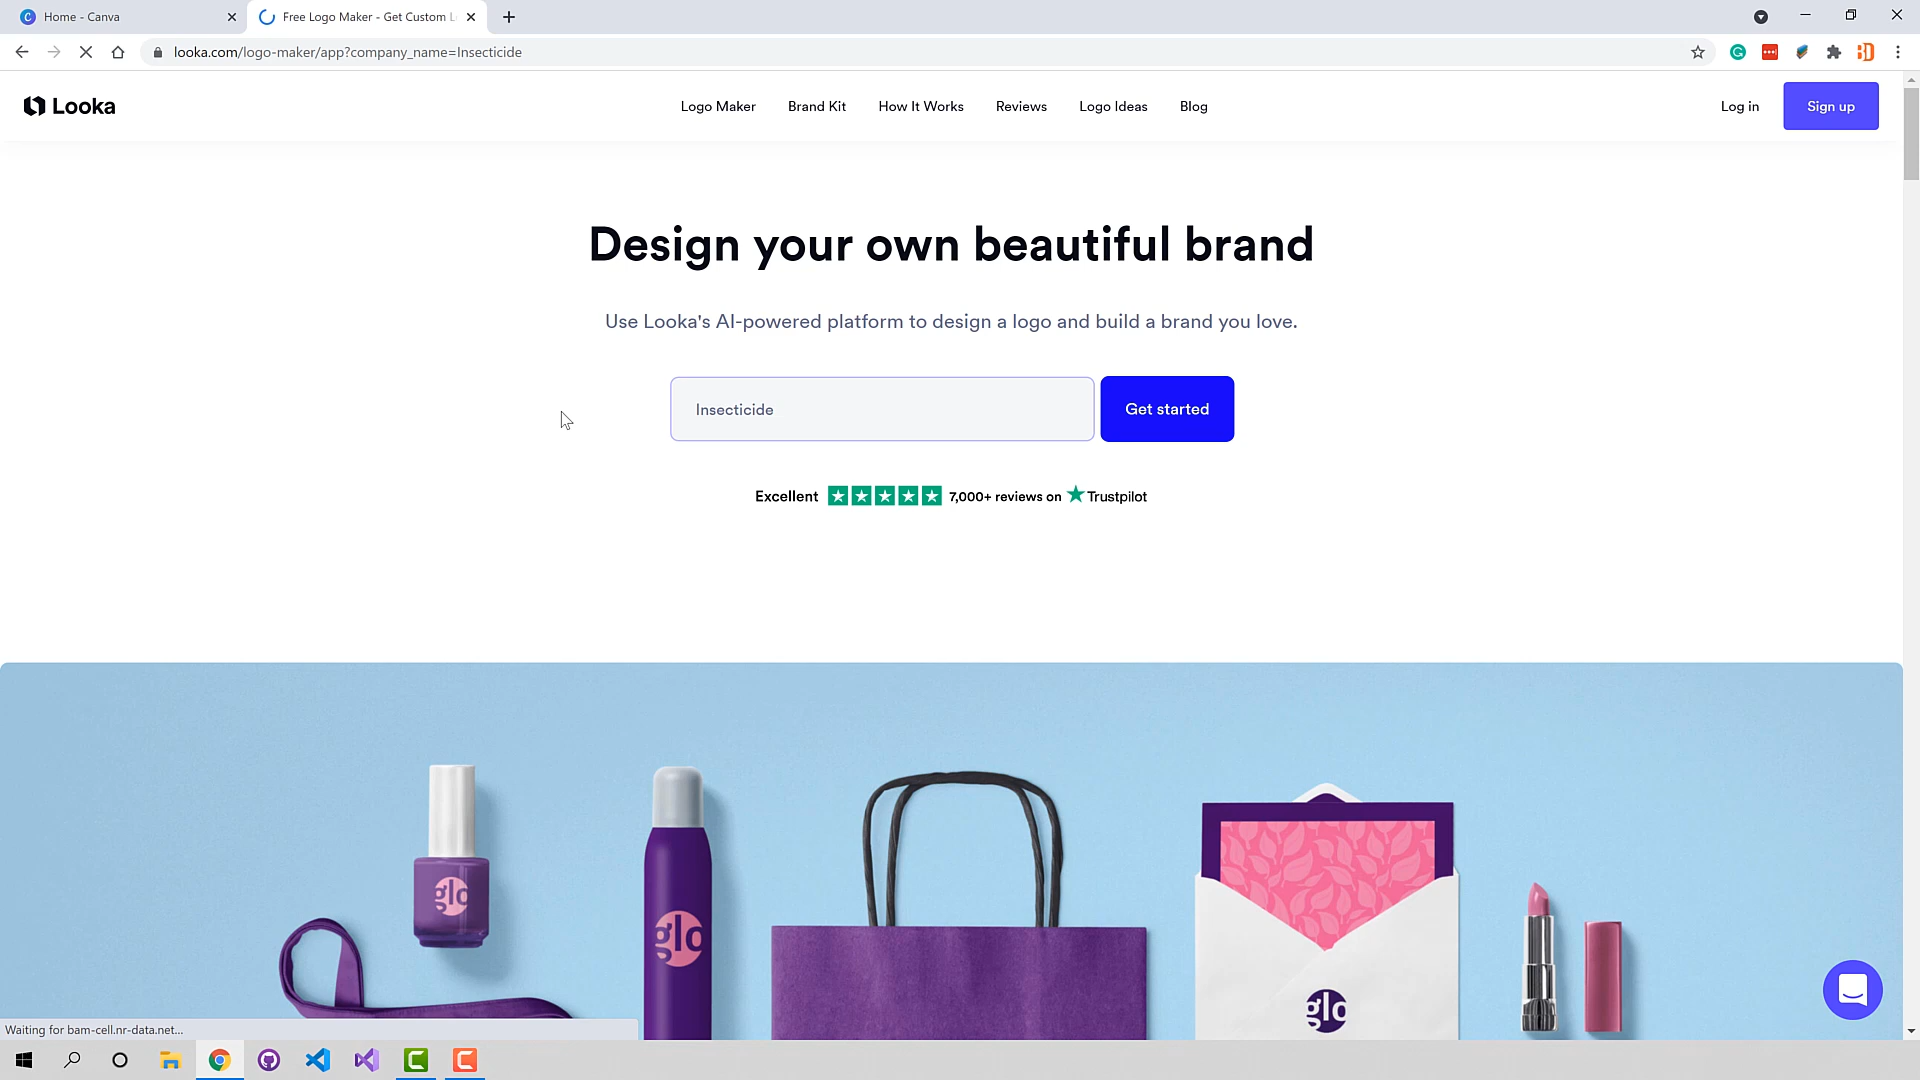 Home - Canva
Free Logo Maker - Get Custom L
looka.com/logo-maker/app?company_name=Insecticide
Looka
Logo Maker
Brand Kit
How It Works
Reviews
Logo Ideas
Blog
Log in
Sign up
Design your own beautiful brand
Use Looka's AI-powered platform to design a logo and build a brand you love.
Insecticide
Get started
Excellent
7,000+ reviews on
Trustpilot
glo
glo
glo
Waiting for bam-cell.nr-data.net...